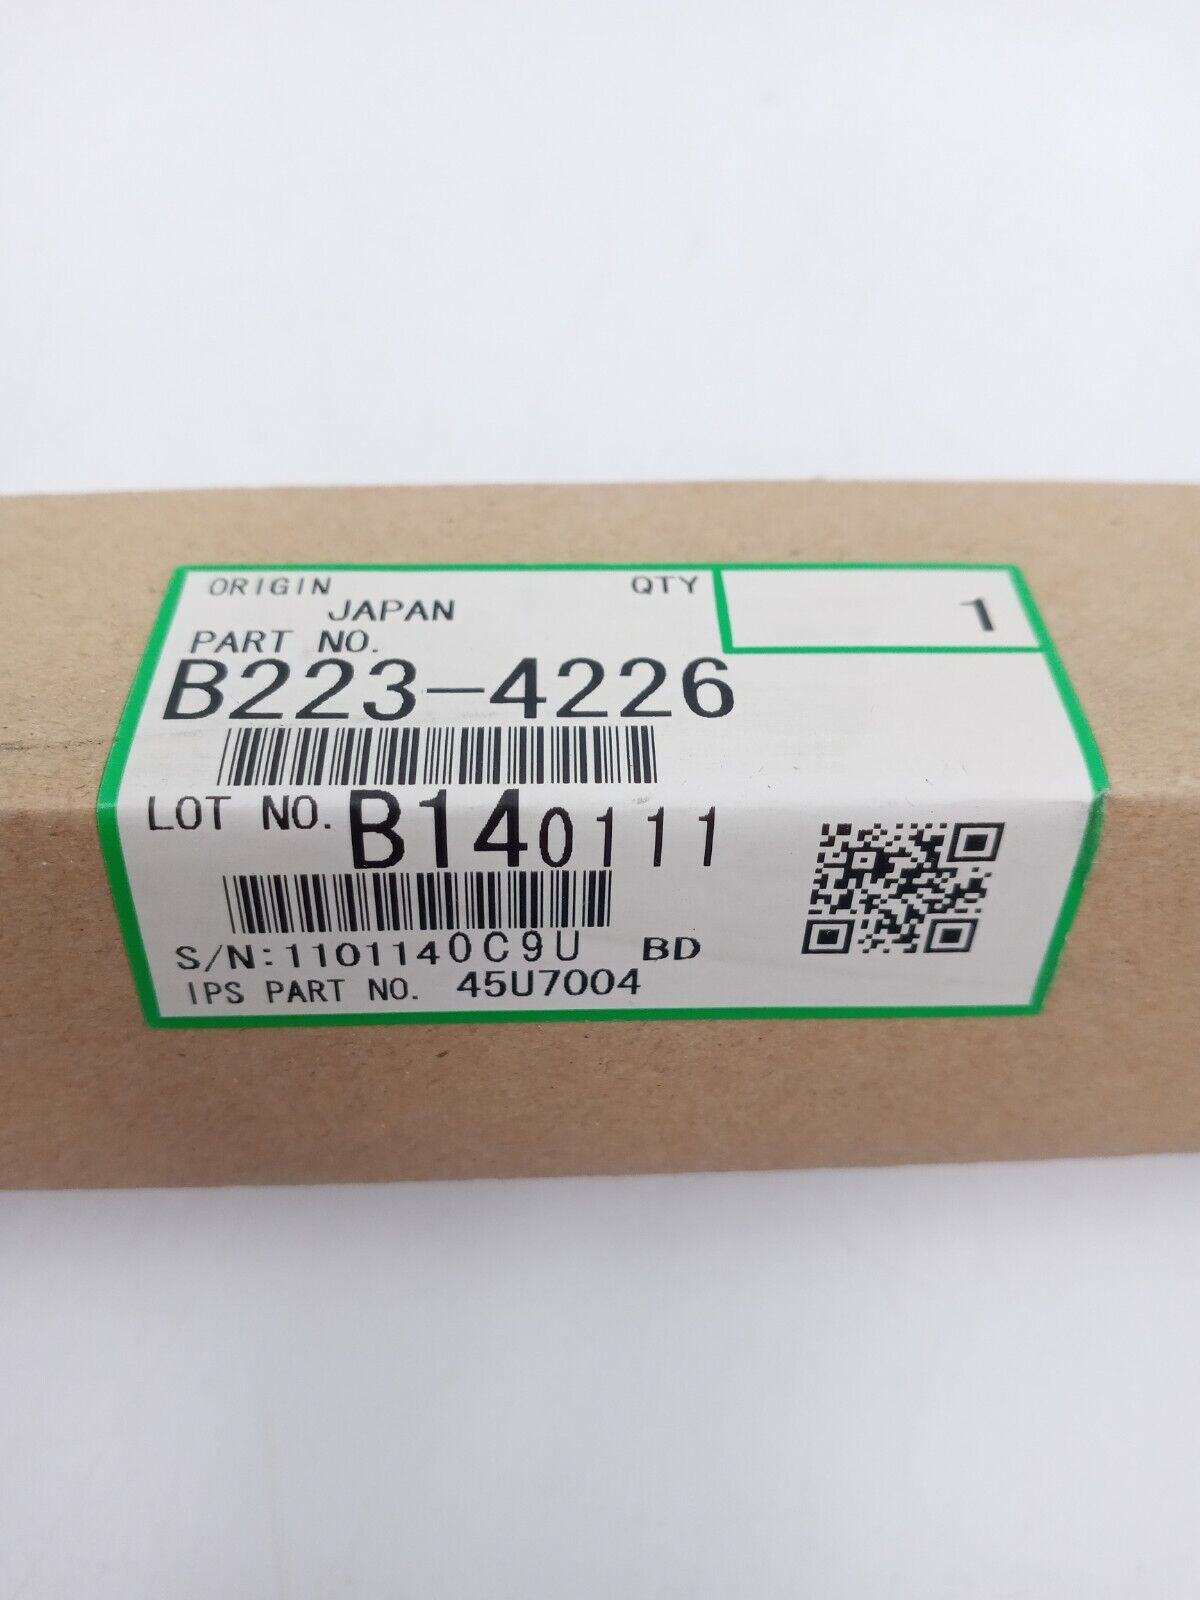 ORIGIN QTY 1
JAPAN
PART NO.
B223-4226
LOT NO. B140111
S/N:1101140C9U BD
IPS PART NO. 45U7004